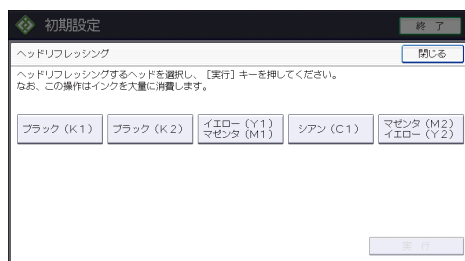 初期設定
終 了
ヘッドリフレッシング
閉じる
ヘッドリフレッシングするヘッドを選択し、［実行］キーを押してください。
なお、この操作はインクを大量に消費します。
ブラック（K1）
ブラック（K2）
イエロー（Y1）
マゼンタ（M1）
シアン（C1）
マゼンタ（M2）
イエロー（Y2）
実 行